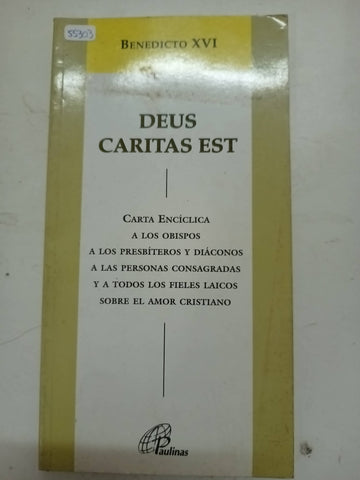 55303
BENEDICTO XVI
DEUS
CARITAS EST
CARTA ENCÍCLICA
A LOS OBISPOS
A LOS PRESBÍTEROS Y DIÁCONOS
A LAS PERSONAS CONSAGRADAS
Y A TODOS LOS FIELES LAICOS
SOBRE EL AMOR CRISTIANO
Paulinas